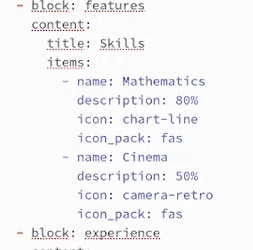 - block: features
content:
title: Skills
items:
- name: Mathematics
description: 80%
icon: chart-line
icon_pack: fas
- name: Cinema
description: 50%
icon: camera-retro
icon_pack: fas
- block: experience